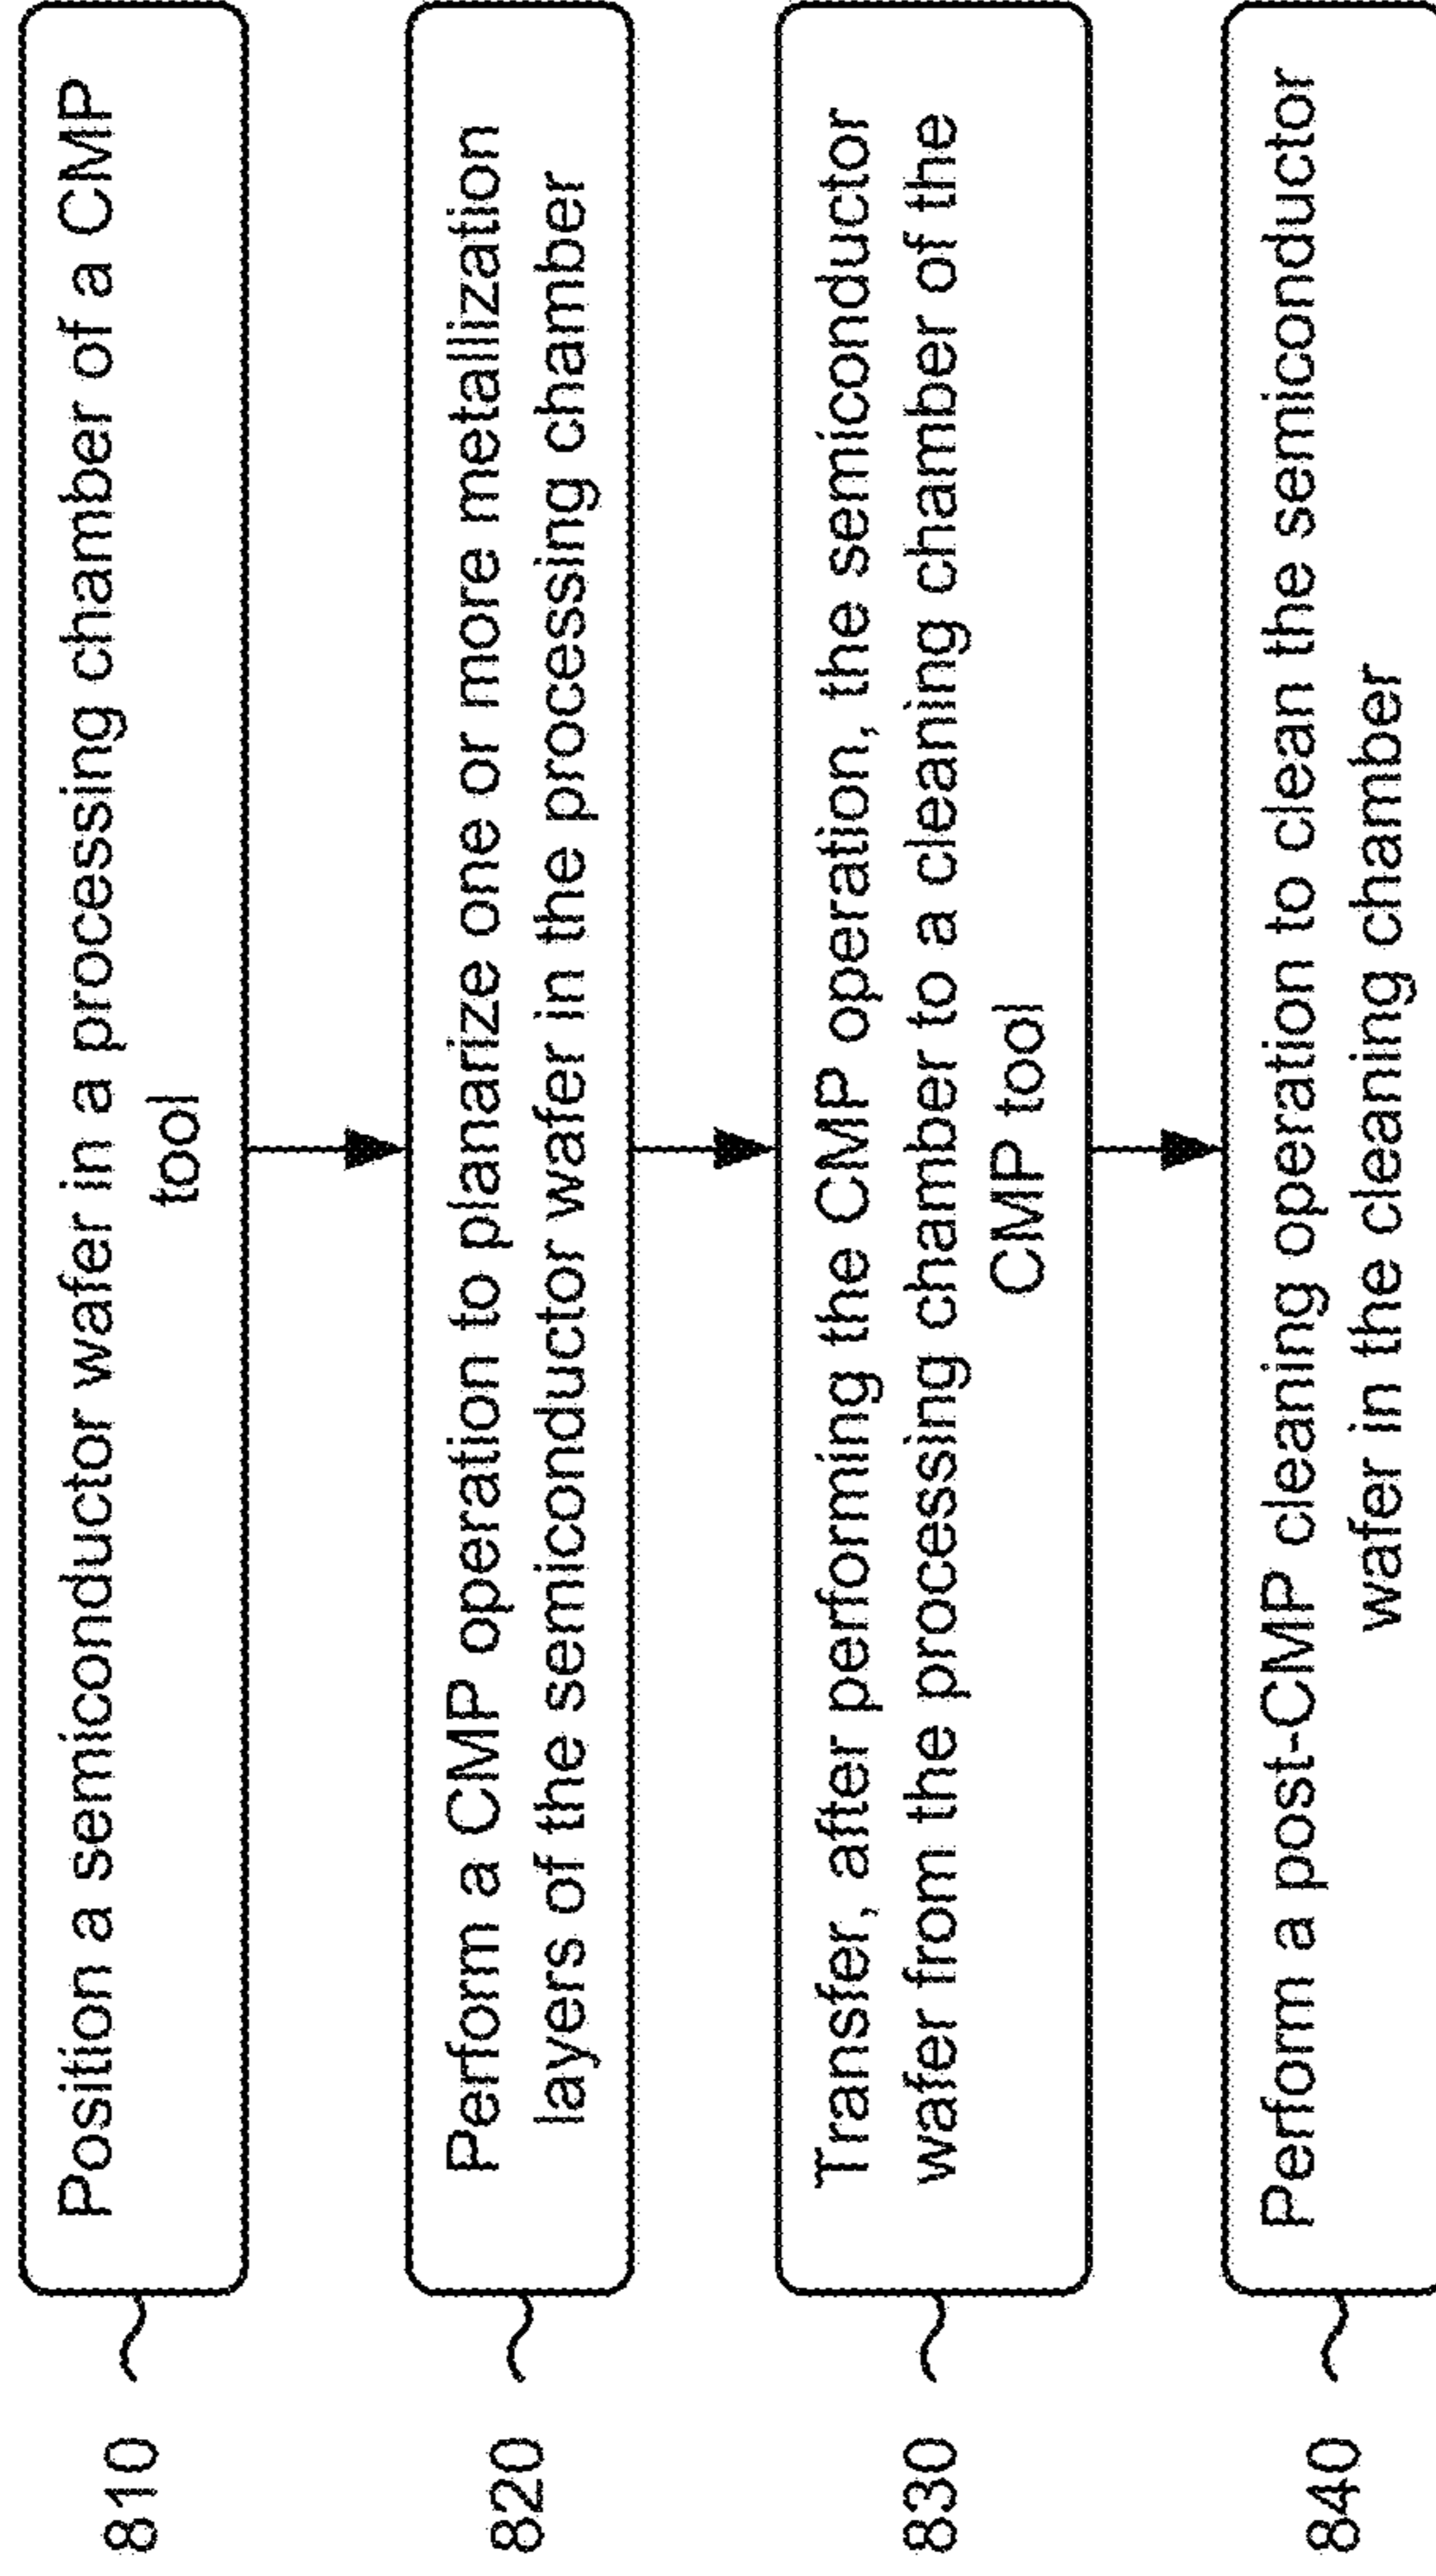 810
Position a semiconductor wafer in a processing chamber of a CMP
tool
820
Perform a CMP operation to planarize one or more metallization
layers of the semiconductor wafer in the processing chamber
830
Transfer, after performing the CMP operation, the semiconductor
wafer from the processing chamber to a cleaning chamber of the
CMP tool
840
Perform a post-CMP cleaning operation to clean the semiconductor
wafer in the cleaning chamber